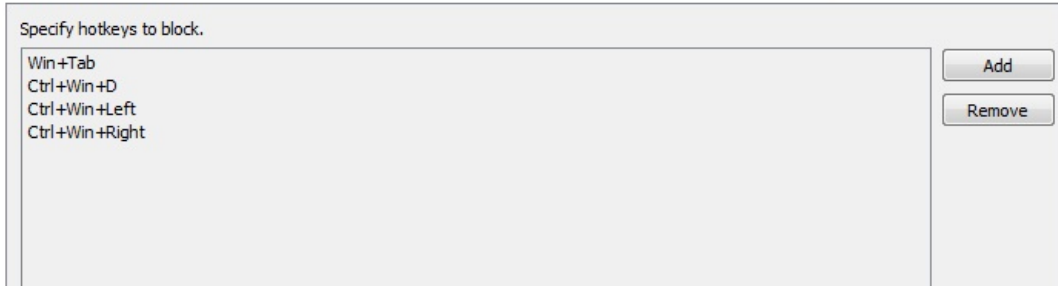 Specify hotkeys to block.
Win+Tab
Ctrl+Win+D
Ctrl+Win+Left
Ctrl+Win+Right
Add
Remove